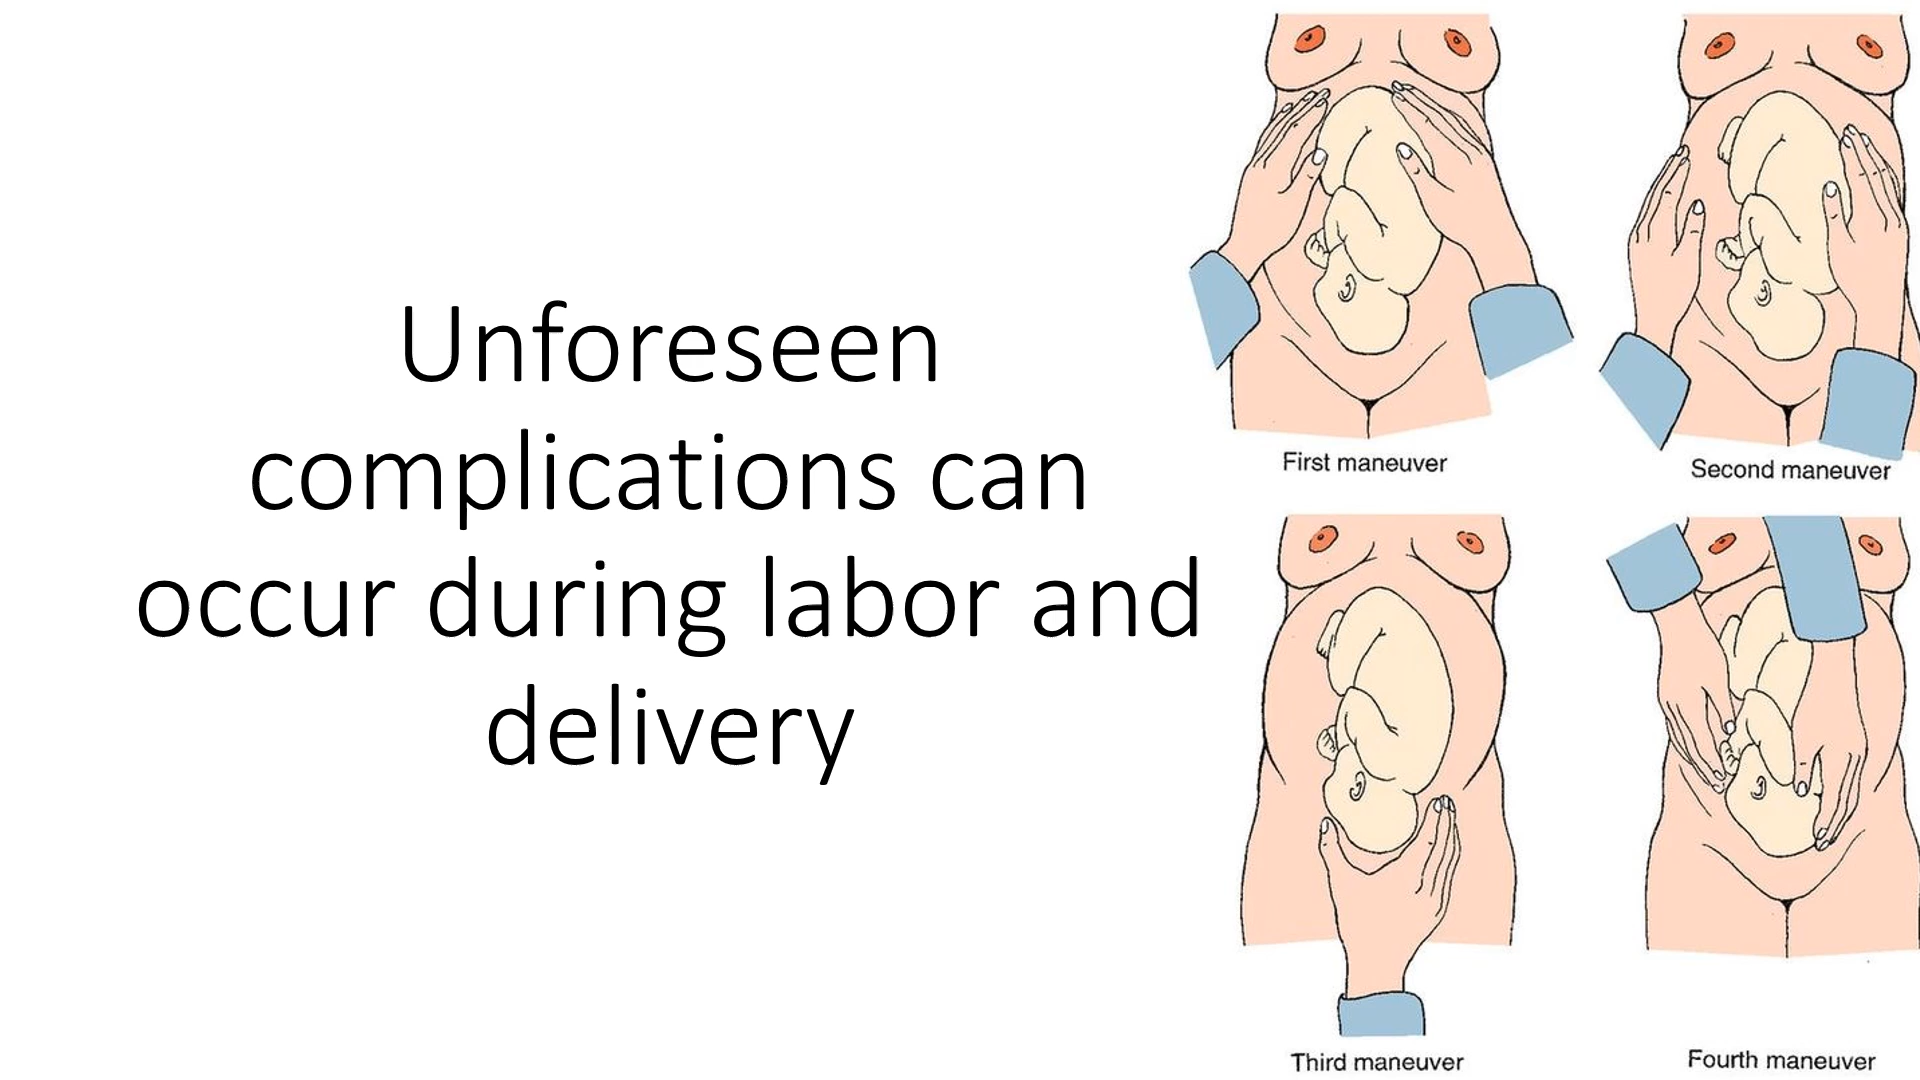 Unforeseen
complications can
occur during labor and
delivery
First maneuver
Second maneuver
Third maneuver
Fourth maneuver